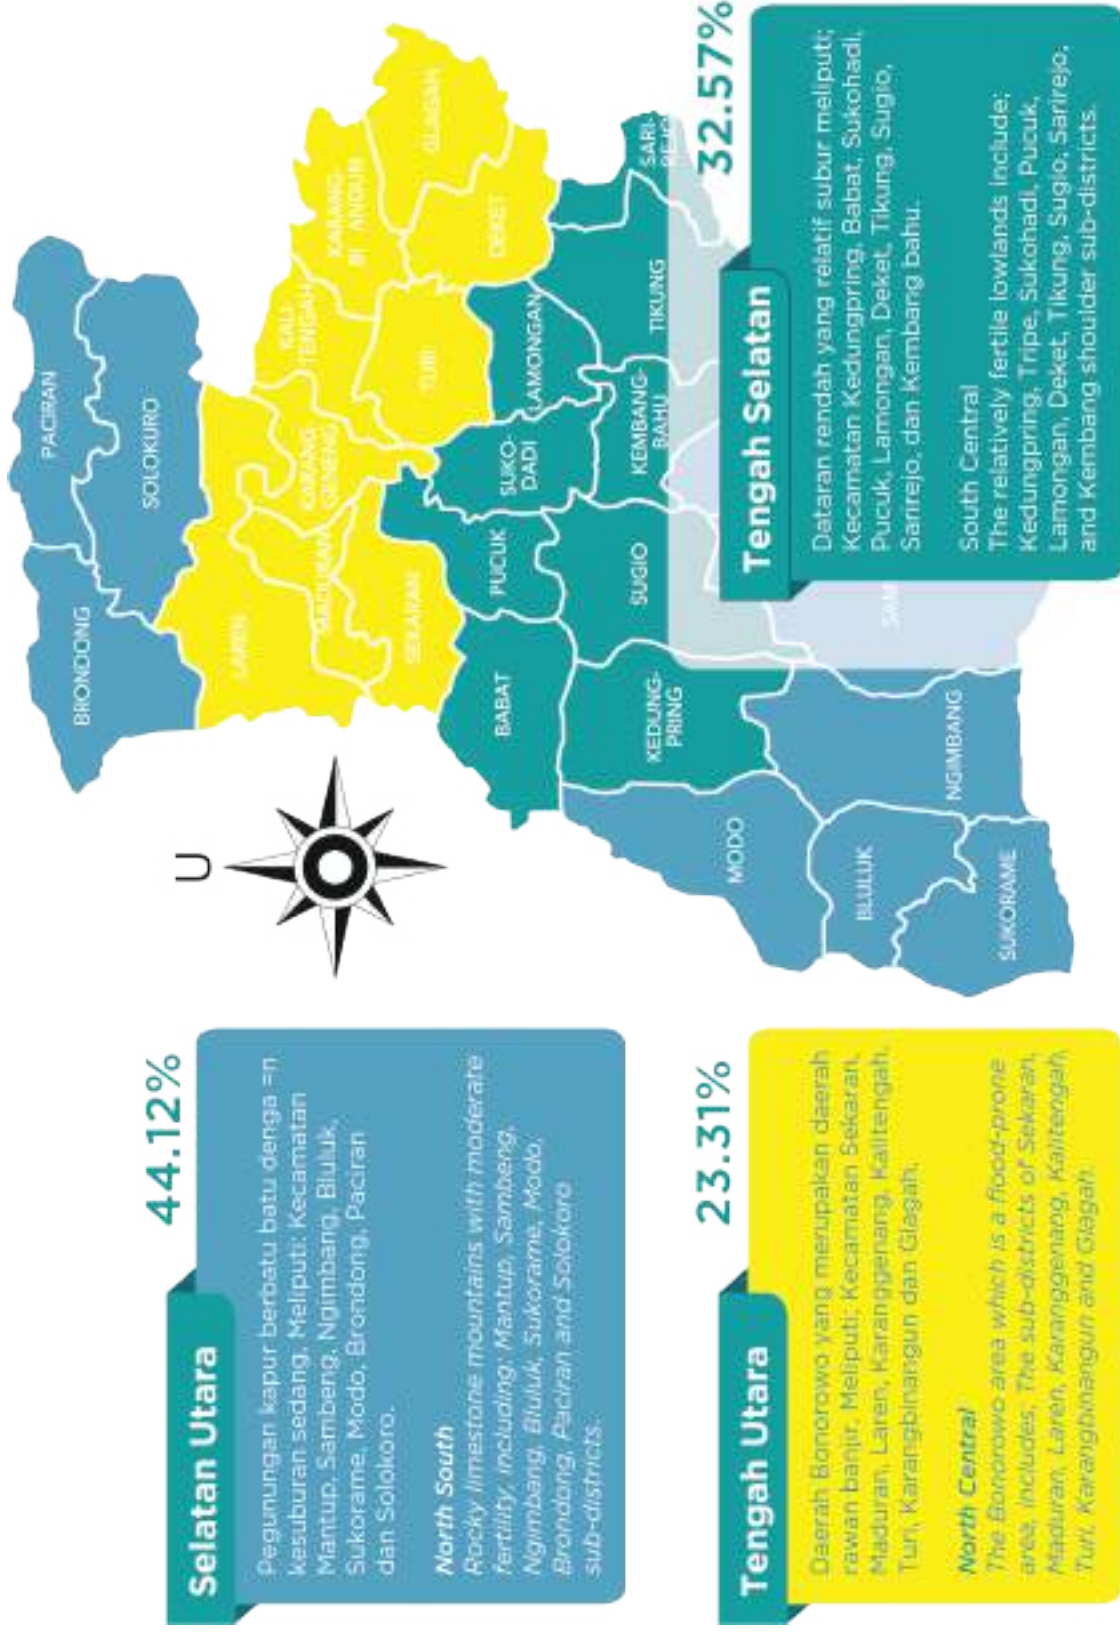 Selatan Utara
44.12%
Pegunungan kapur berbatu batu denga =n
kesuburan sedang, Meliputi: Kecamatan
Mantup, Sambeng, Ngimbang, Bluluk,
Sukorame, Modo, Brondong, Paciran
dan Solokoro.
North South
Rocky limestone mountains with moderate
fertility, including: Mantup, Sambeng,
Ngimbang, Bluluk, Sukorame, Modo,
Brondong, Paciran and Solokoro
sub-districts.
Tengah Utara
23.31%
Daerah Bonorowo yang merupakan daerah
rawan banjir, Meliputi; Kecamatan Sekaran,
Maduran, Laren, Karanggenang, Kalitengah,
Turi, Karangbinangun dan Glagah.
North Central
The Bonorowo area which is a flood-prone
area, includes; The sub-districts of Sekaran,
Maduran, Laren, Karanggenang, Kalitengah,
Turi, Karangbinangun and Glagah.
U
BRONDONG
PACIRAN
SOLOKURO
LAREN
MADURAN
SEKARAN
KARANG-
GENENG
KALI
TENGAH
KARANG-
BI ANGUN
GLAGAH
TURI
DEKET
BABAT
PUCUK
SUKO-
DADI
LAMONGAN
KEDUNG-
PRING
SUGIO
KEMBANG-
BAHU
TIKUNG
SARI-
REJO
MODO
BLULUK
SUKORAME
NGIMBANG
SAM
Tengah Selatan
32.57%
Dataran rendah yang relatif subur meliputi;
Kecamatan Kedungpring, Babat, Sukohadi,
Pucuk, Lamongan, Deket, Tikung, Sugio,
Sarirejo, dan Kembang bahu.
South Central
The relatively fertile lowlands include;
Kedungpring, Tripe, Sukohadi, Pucuk,
Lamongan, Deket, Tikung, Sugio, Sarirejo,
and Kembang shoulder sub-districts.